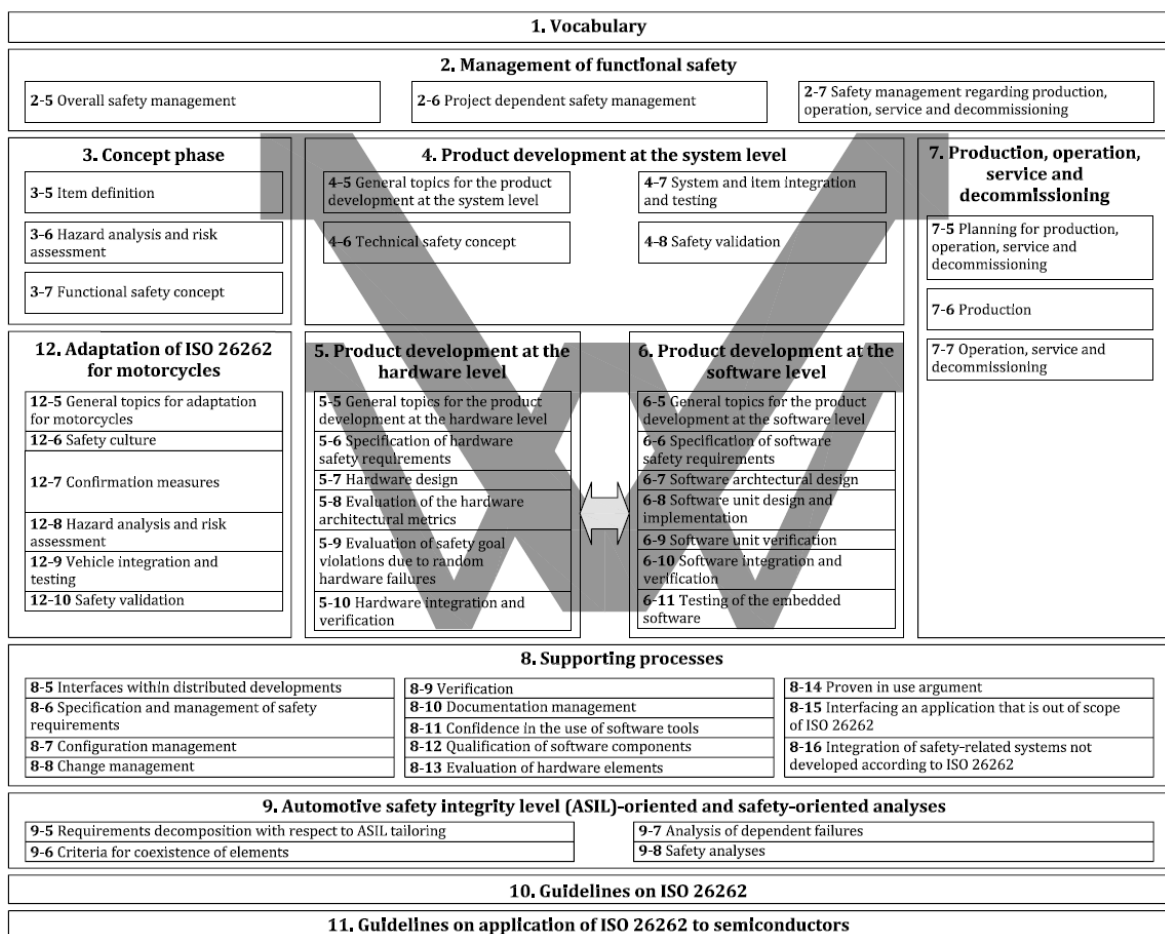 1. Vocabulary
2. Management of functional safety
2-5 Overall safety management
2-6 Project dependent safety management
2-7 Safety management regarding production,
operation, service and decommissioning
3. Concept phase
3-5 Item definition
3-6 Hazard analysis and risk
assessment
3-7 Functional safety concept
4. Product development at the system level
4-5 General topics for the product
development at the system level
4-6 Technical safety concept
4-7 System and item integration
and testing
4-8 Safety validation
7. Production, operation,
service and
decommissioning
7-5 Planning for production,
operation, service and
decommissioning
7-6 Production
7-7 Operation, service and
decommissioning
12. Adaptation of ISO 26262
for motorcycles
12-5 General topics for adaptation
for motorcycles
12-6 Safety culture
12-7 Confirmation measures
12-8 Hazard analysis and risk
assessment
12-9 Vehicle integration and
testing
12-10 Safety validation
5. Product development at the
hardware level
5-5 General topics for the product
development at the hardware level
5-6 Specification of hardware
safety requirements
5-7 Hardware design
5-8 Evaluation of the hardware
architectural metrics
5-9 Evaluation of safety goal
violations due to random
hardware failures
5-10 Hardware integration and
verification
6. Product development at the
software level
6-5 General topics for the product
development at the software level
6-6 Specification of software
safety requirements
6-7 Software archtectural design
6-8 Software unit design and
implementation
6-9 Software unit verification
6-10 Software integration and
verification
6-11 Testing of the embedded
software
8. Supporting processes
8-5 Interfaces within distributed developments
8-6 Specification and management of safety
requirements
8-7 Configuration management
8-8 Change management
8-9 Verification
8-10 Documentation management
8-11 Confidence in the use of software tools
8-12 Qualification of software components
8-13 Evaluation of hardware elements
8-14 Proven in use argument
8-15 Interfacing an application that is out of scope
of ISO 26262
8-16 Integration of safety-related systems not
developed according to ISO 26262
9. Automotive safety integrity level (ASIL)-oriented and safety-oriented analyses
9-5 Requirements decomposition with respect to ASIL tailoring
9-6 Criteria for coexistence of elements
9-7 Analysis of dependent failures
9-8 Safety analyses
10. Guidelines on ISO 26262
11. Guidelines on application of ISO 26262 to semiconductors